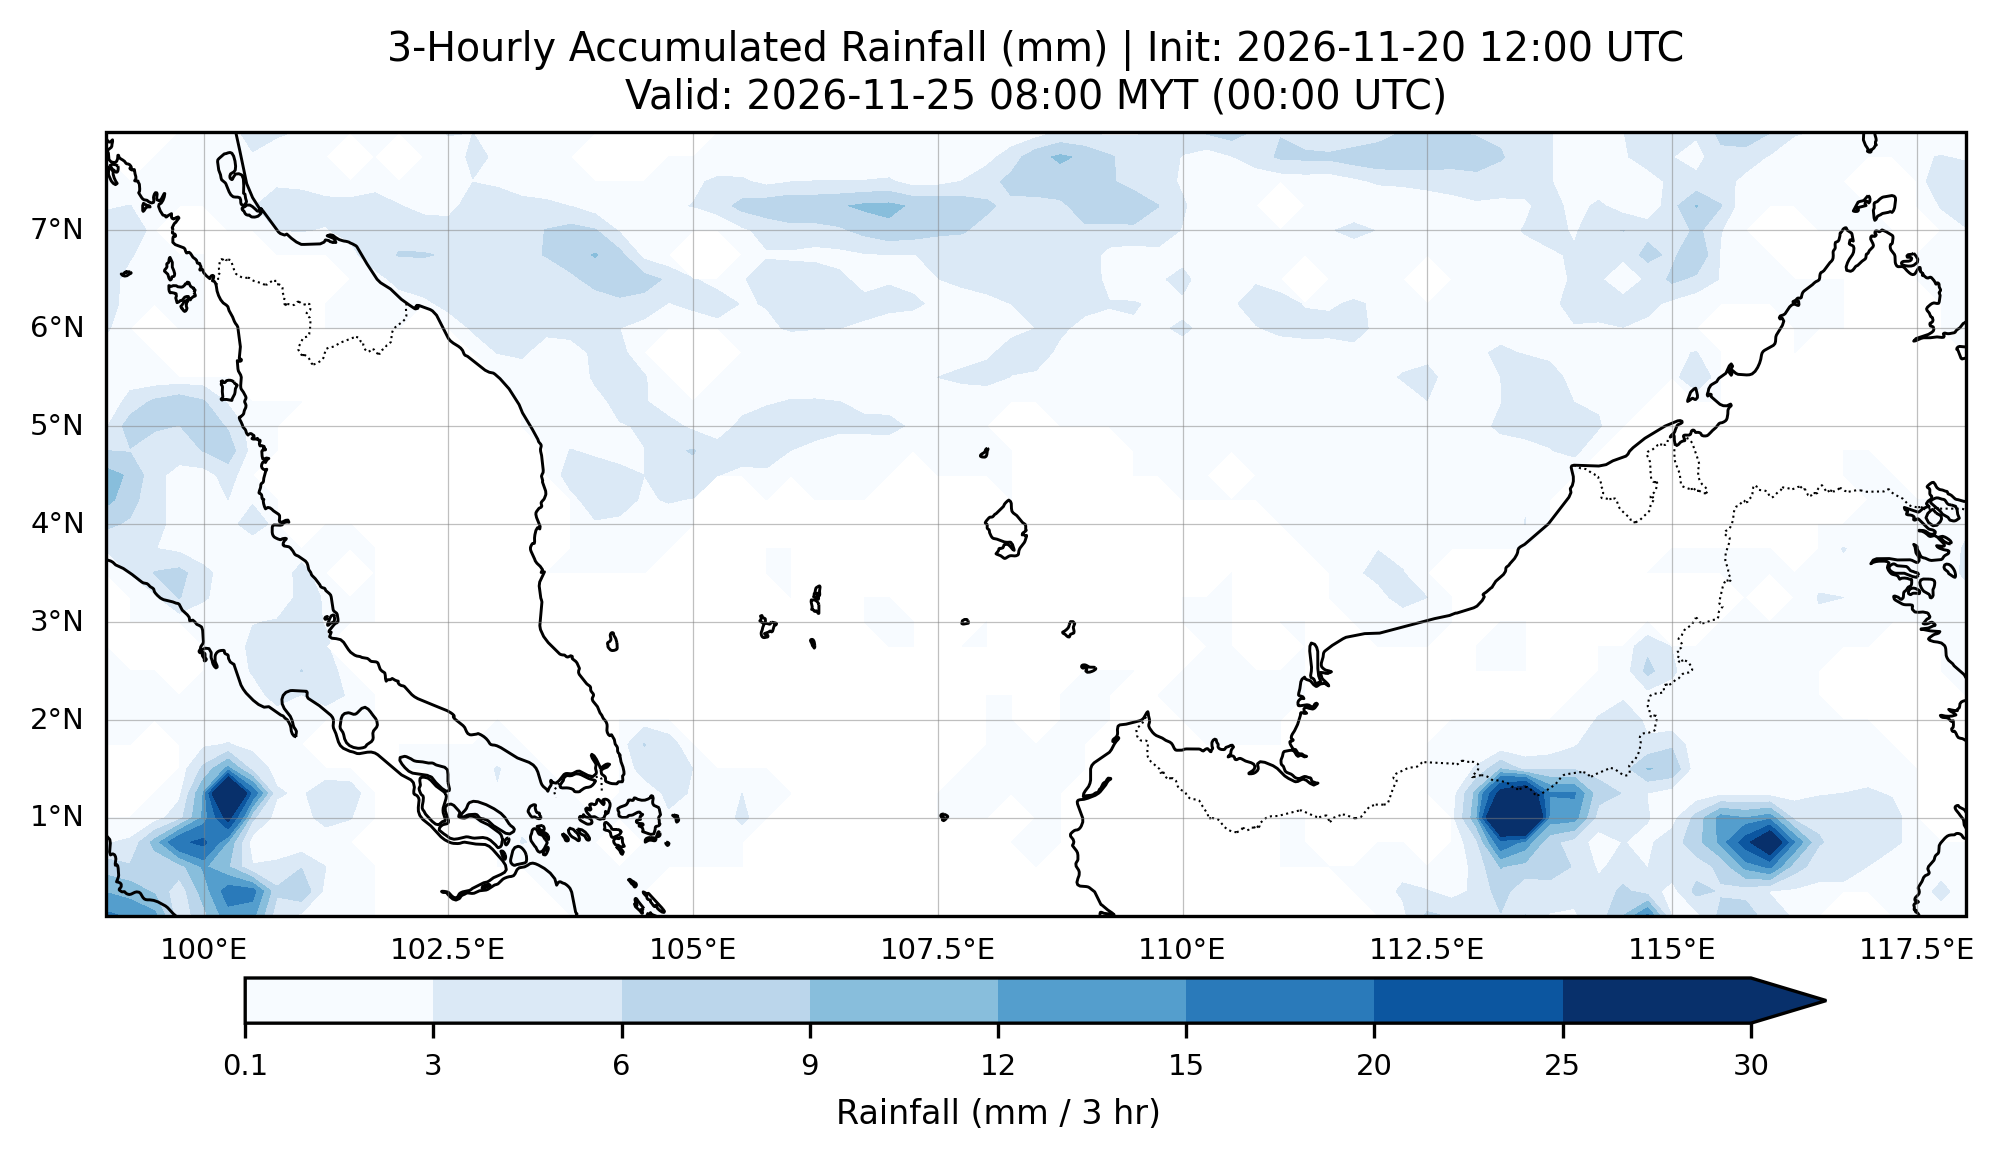 3-Hourly Accumulated Rainfall (mm) | Init: 2026-11-20 12:00 UTC
Valid: 2026-11-25 08:00 MYT (00:00 UTC)
7°N
6°N
5°N
4°N
3°N
2°N
1°N
100°E 102.5°E 105°E 107.5°E 110°E 112.5°E 115°E 117.5°E
0.1 3 6 9 12 15 20 25 30
Rainfall (mm / 3 hr)